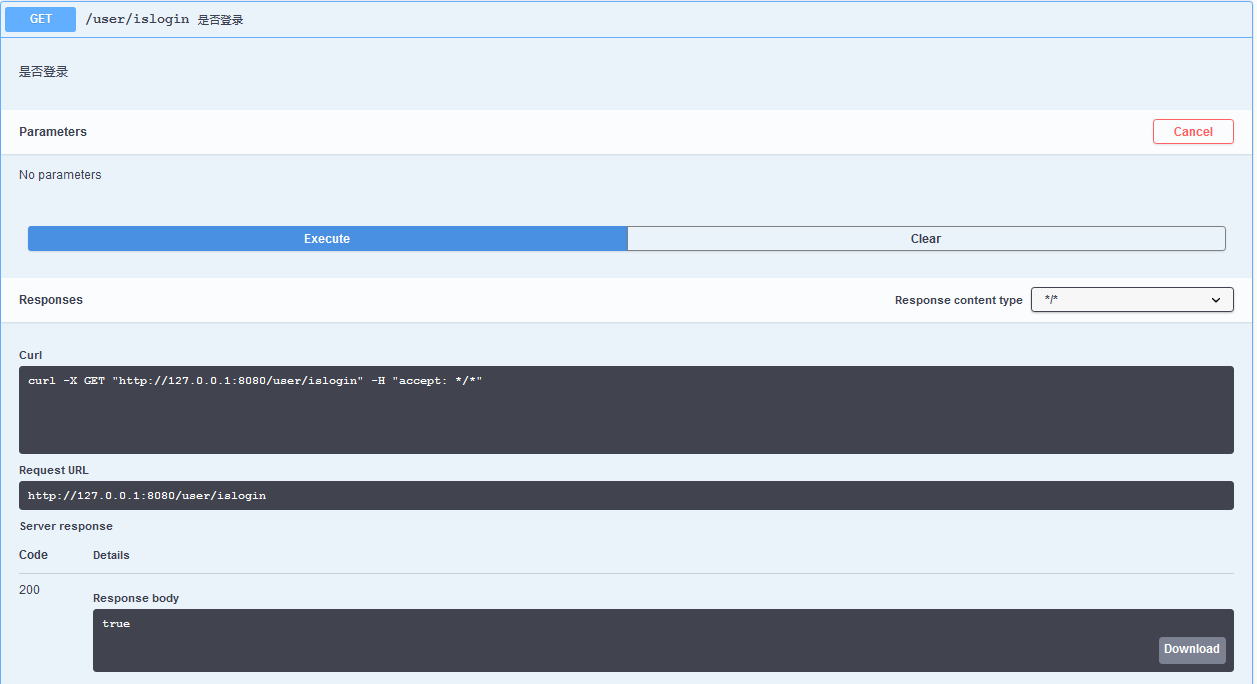 GET /user/islogin 是否登录
是否登录
Parameters Cancel
No parameters
Execute Clear
Responses Response content type */*
Curl
curl -X GET "http://127.0.0.1:8080/user/islogin" -H "accept: */*"
Request URL
http://127.0.0.1:8080/user/islogin
Server response
Code Details
200
Response body
true
Download